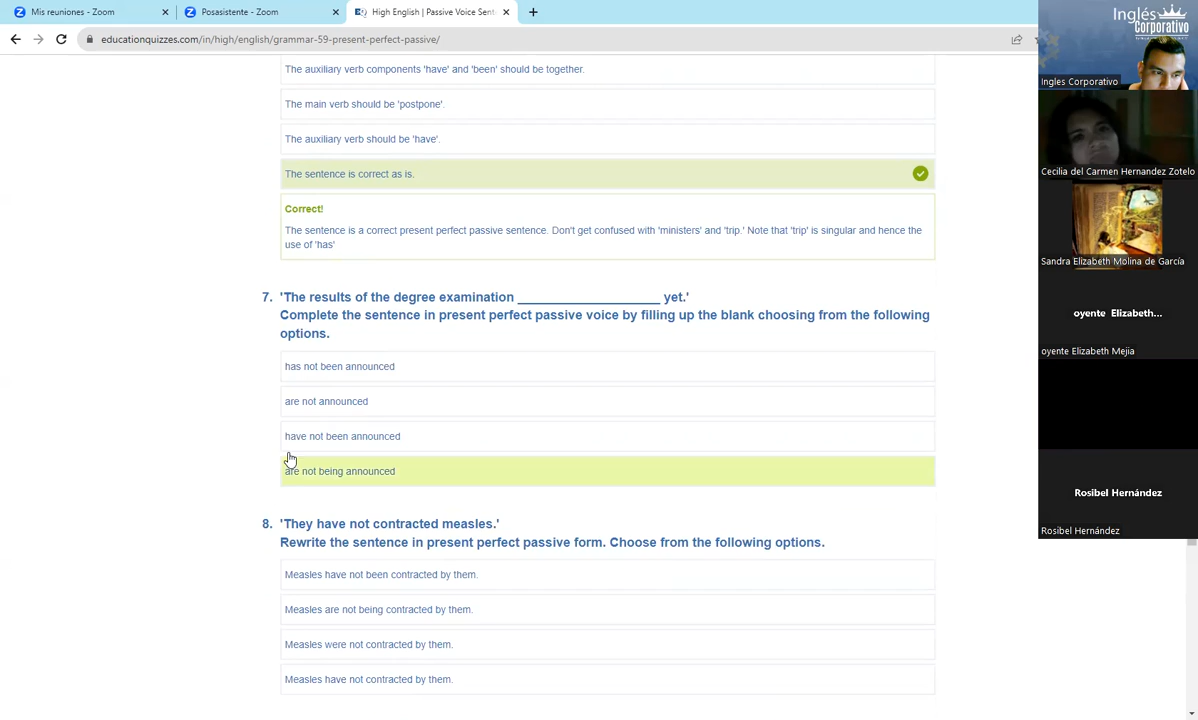 Mis reuniones - Zoom
Posasistente - Zoom
High English | Passive Voice Sent
educationquizzes.com/in/high/english/grammar-59-present-perfect-passive/
The auxiliary verb components 'have' and 'been' should be together.
The main verb should be 'postpone'.
The auxiliary verb should be 'have'.
The sentence is correct as is.
Correct!
The sentence is a correct present perfect passive sentence. Don't get confused with 'ministers' and 'trip.' Note that 'trip' is singular and hence the
use of 'has'
7. 'The results of the degree examination ___________________ yet.'
Complete the sentence in present perfect passive voice by filling up the blank choosing from the following
options.
has not been announced
are not announced
have not been announced
are not being announced
8. 'They have not contracted measles.'
Rewrite the sentence in present perfect passive form. Choose from the following options.
Measles have not been contracted by them.
Measles are not being contracted by them.
Measles were not contracted by them.
Measles have not contracted by them.
Inglés
Corporativo
Ingles Corporativo
Cecilia del Carmen Hernandez Zotelo
Sandra Elizabeth Molina de García
oyente Elizabeth...
oyente Elizabeth Mejia
Rosibel Hernández
Rosibel Hernández